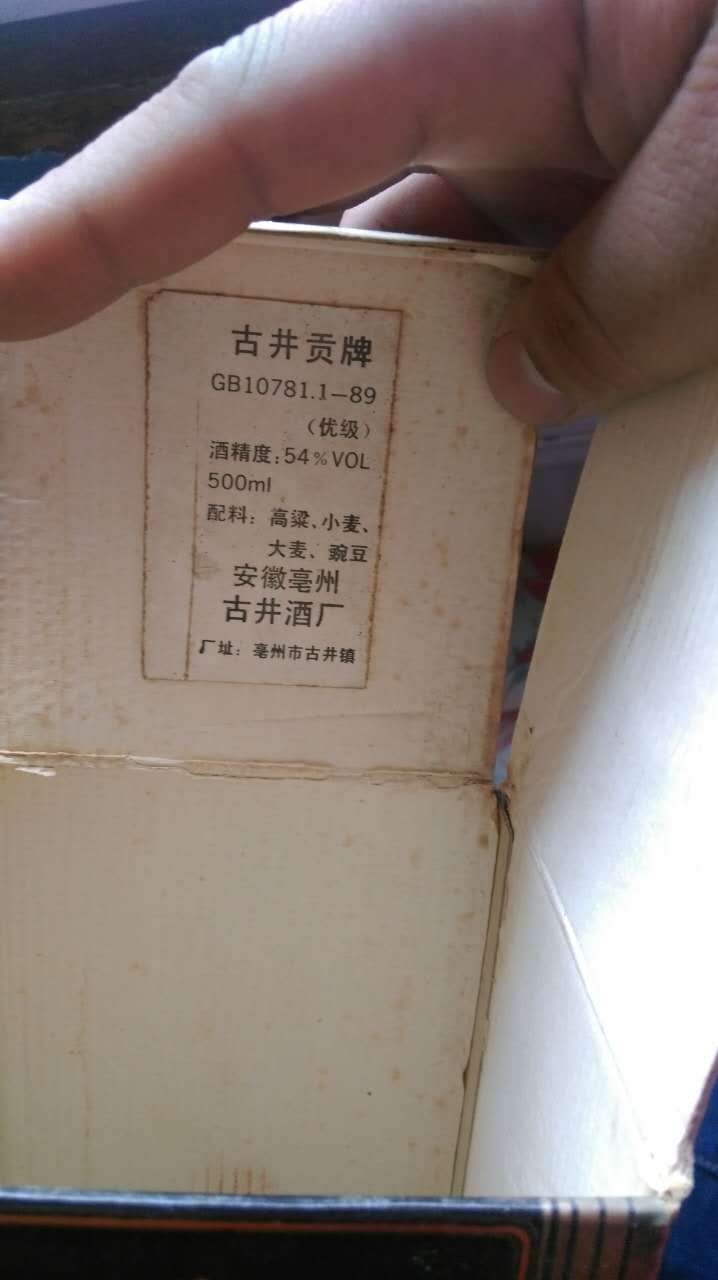 古井贡牌
GB10781.1—89
（优级）
酒精度：54％VOL
500ml
配料：高粱、小麦、
大麦、豌豆
安徽亳州
古井酒厂
厂址：亳州市古井镇